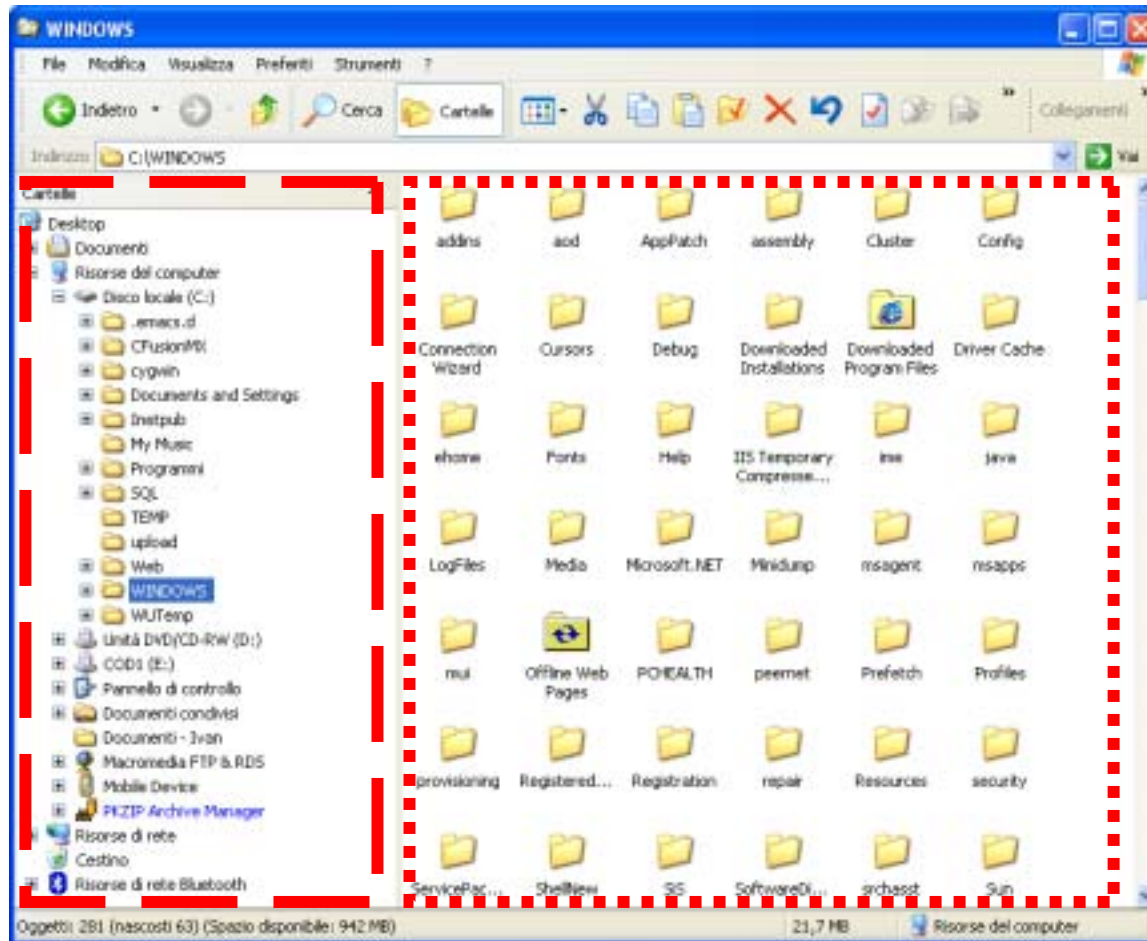 WINDOWS
File Modifica Visualizza Preferiti Strumenti ?
Indietro Cerca Cartelle » Collegamenti »
Indirizzo C:\WINDOWS Vai
Cartelle
Desktop
Documenti
Risorse del computer
Disco locale (C:)
.emacs.d
CFusionMX
cygwin
Documents and Settings
Inetpub
My Music
Programmi
SQL
TEMP
upload
Web
WINDOWS
WUTemp
Unità DVD/CD-RW (D:)
COD1 (E:)
Pannello di controllo
Documenti condivisi
Documenti - Ivan
Macromedia FTP & RDS
Mobile Device
PKZIP Archive Manager
Risorse di rete
Cestino
Risorse di rete Bluetooth
addins aod AppPatch assembly Cluster Config
Connection Wizard Cursors Debug Downloaded Installations Downloaded Program Files Driver Cache
ehome Fonts Help IIS Temporary Compresse... ime java
LogFiles Media Microsoft.NET Minidump msagent msapps
mui Offline Web Pages PCHEALTH peernet Prefetch Profiles
provisioning Registered... Registration repair Resources security
ServicePac... ShellNew SiS SoftwareDi... srchasst Sun
Oggetti: 281 (nascosti 63) (Spazio disponibile: 942 MB) 21,7 MB Risorse del computer